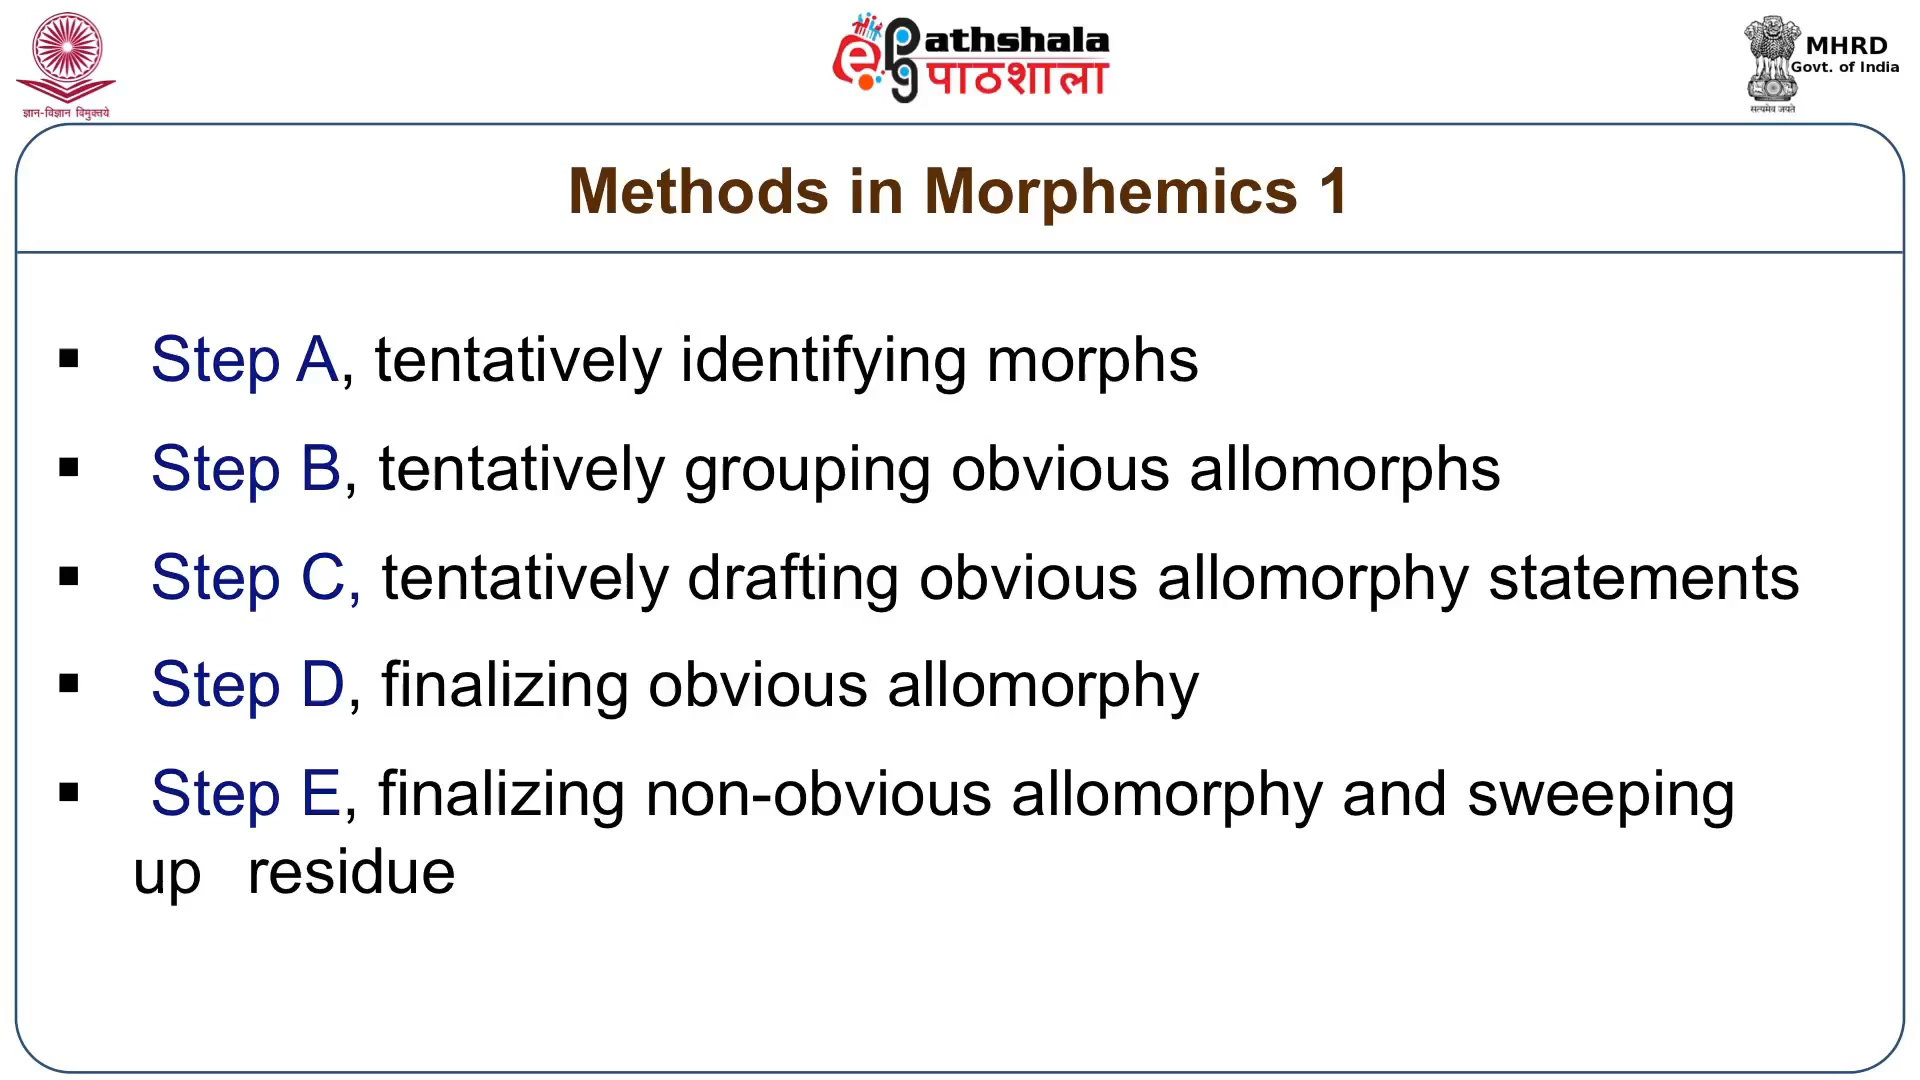 ज्ञान-विज्ञान विमुक्तये
e pg Pathshala
पाठशाला
MHRD
Govt. of India
सत्यमेव जयते
Methods in Morphemics 1
▪ Step A, tentatively identifying morphs
▪ Step B, tentatively grouping obvious allomorphs
▪ Step C, tentatively drafting obvious allomorphy statements
▪ Step D, finalizing obvious allomorphy
▪ Step E, finalizing non-obvious allomorphy and sweeping
up residue